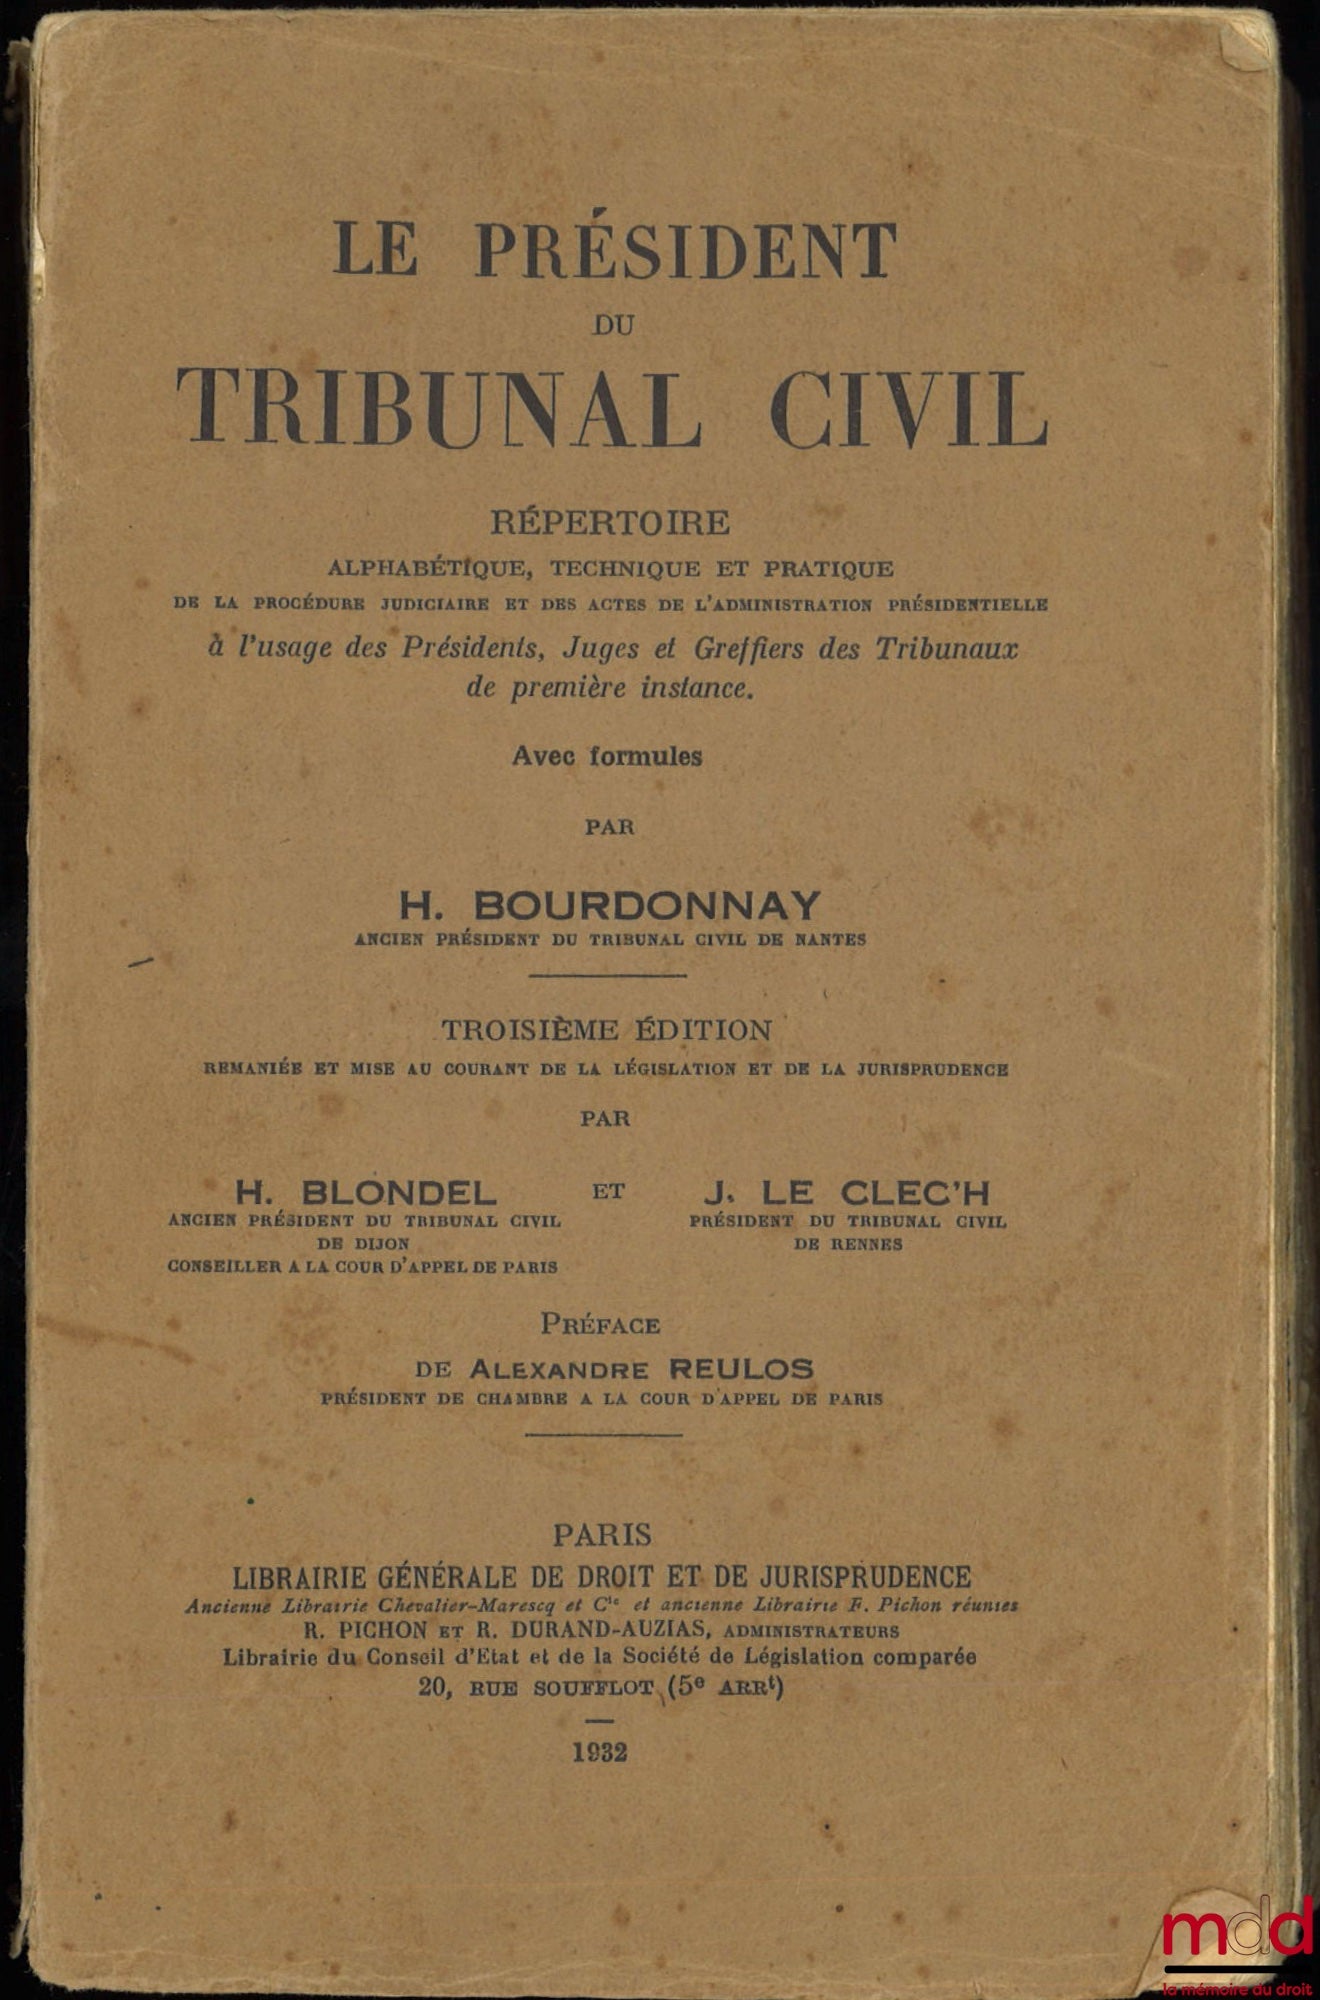 LE PRÉSIDENT
DU
TRIBUNAL CIVIL
RÉPERTOIRE
ALPHABÉTIQUE, TECHNIQUE ET PRATIQUE
DE LA PROCÉDURE JUDICIAIRE ET DES ACTES DE L'ADMINISTRATION PRÉSIDENTIELLE
à l'usage des Présidents, Juges et Greffiers des Tribunaux
de première instance.
Avec formules
PAR
H. BOURDONNAY
ANCIEN PRÉSIDENT DU TRIBUNAL CIVIL DE NANTES
TROISIÈME ÉDITION
REMANIÉE ET MISE AU COURANT DE LA LÉGISLATION ET DE LA JURISPRUDENCE
PAR
H. BLONDEL ET J. LE CLEC'H
ANCIEN PRÉSIDENT DU TRIBUNAL CIVIL PRÉSIDENT DU TRIBUNAL CIVIL
DE DIJON DE RENNES
CONSEILLER A LA COUR D'APPEL DE PARIS
PRÉFACE
DE ALEXANDRE REULOS
PRÉSIDENT DE CHAMBRE A LA COUR D'APPEL DE PARIS
PARIS
LIBRAIRIE GÉNÉRALE DE DROIT ET DE JURISPRUDENCE
Ancienne Librairie Chevalier-Marescq et Cie et ancienne Librairie F. Pichon réunies
R. PICHON ET R. DURAND-AUZIAS, ADMINISTRATEURS
Librairie du Conseil d'Etat et de la Société de Législation comparée
20, RUE SOUFFLOT (5e ARRt)
1932
mdd
la mémoire du droit